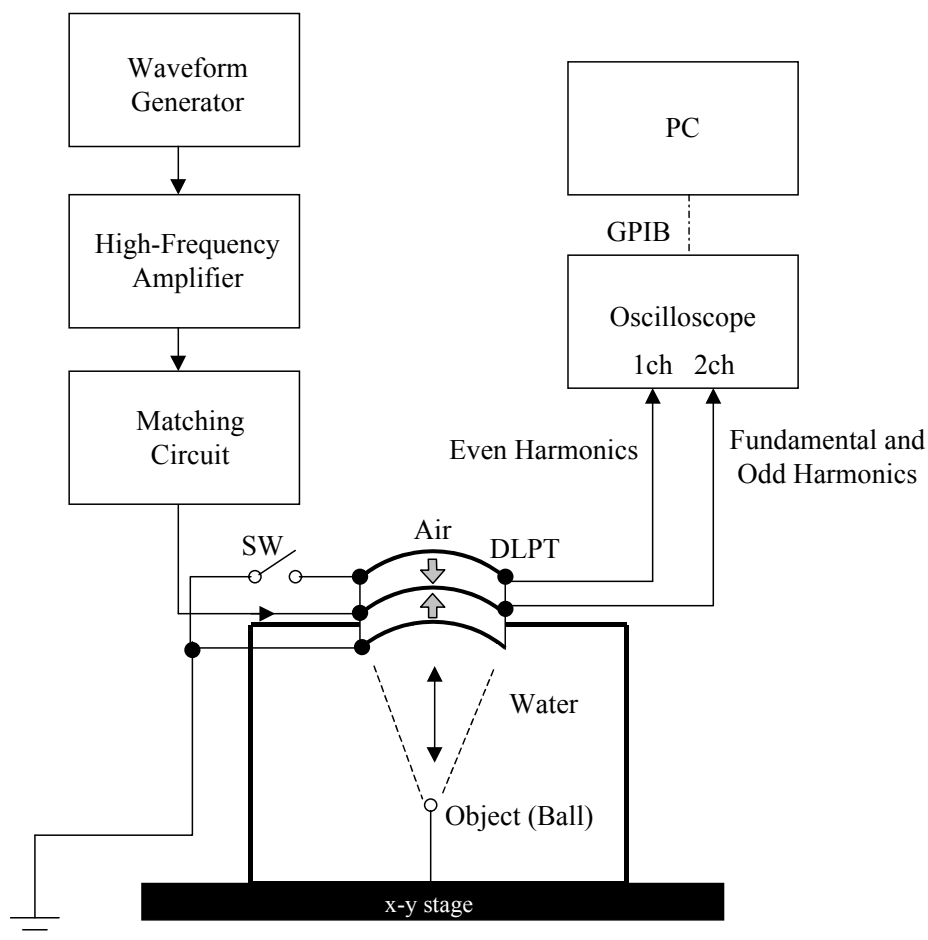 Waveform
Generator
High-Frequency
Amplifier
Matching
Circuit
PC
GPIB
Oscilloscope
1ch 2ch
Even Harmonics
Fundamental and
Odd Harmonics
SW
Air
DLPT
Water
Object (Ball)
x-y stage